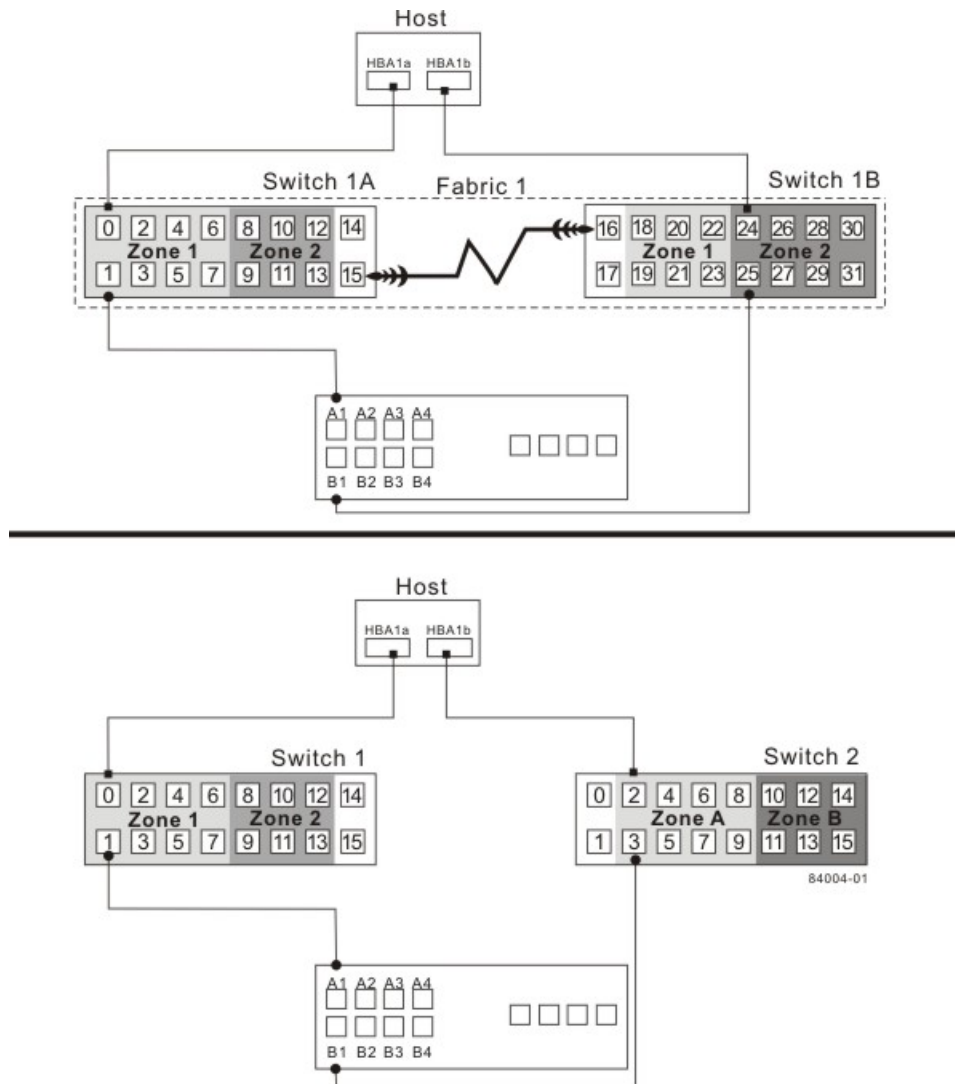 Host
HBA1a HBA1b
Switch 1A Fabric 1 Switch 1B
0 2 4 6 8 10 12 14
Zone 1 Zone 2
1 3 5 7 9 11 13 15
16 18 20 22 24 26 28 30
Zone 1 Zone 2
17 19 21 23 25 27 29 31
A1 A2 A3 A4
B1 B2 B3 B4
Host
HBA1a HBA1b
Switch 1 Switch 2
0 2 4 6 8 10 12 14
Zone 1 Zone 2
1 3 5 7 9 11 13 15
0 2 4 6 8 10 12 14
Zone A Zone B
1 3 5 7 9 11 13 15
84004-01
A1 A2 A3 A4
B1 B2 B3 B4